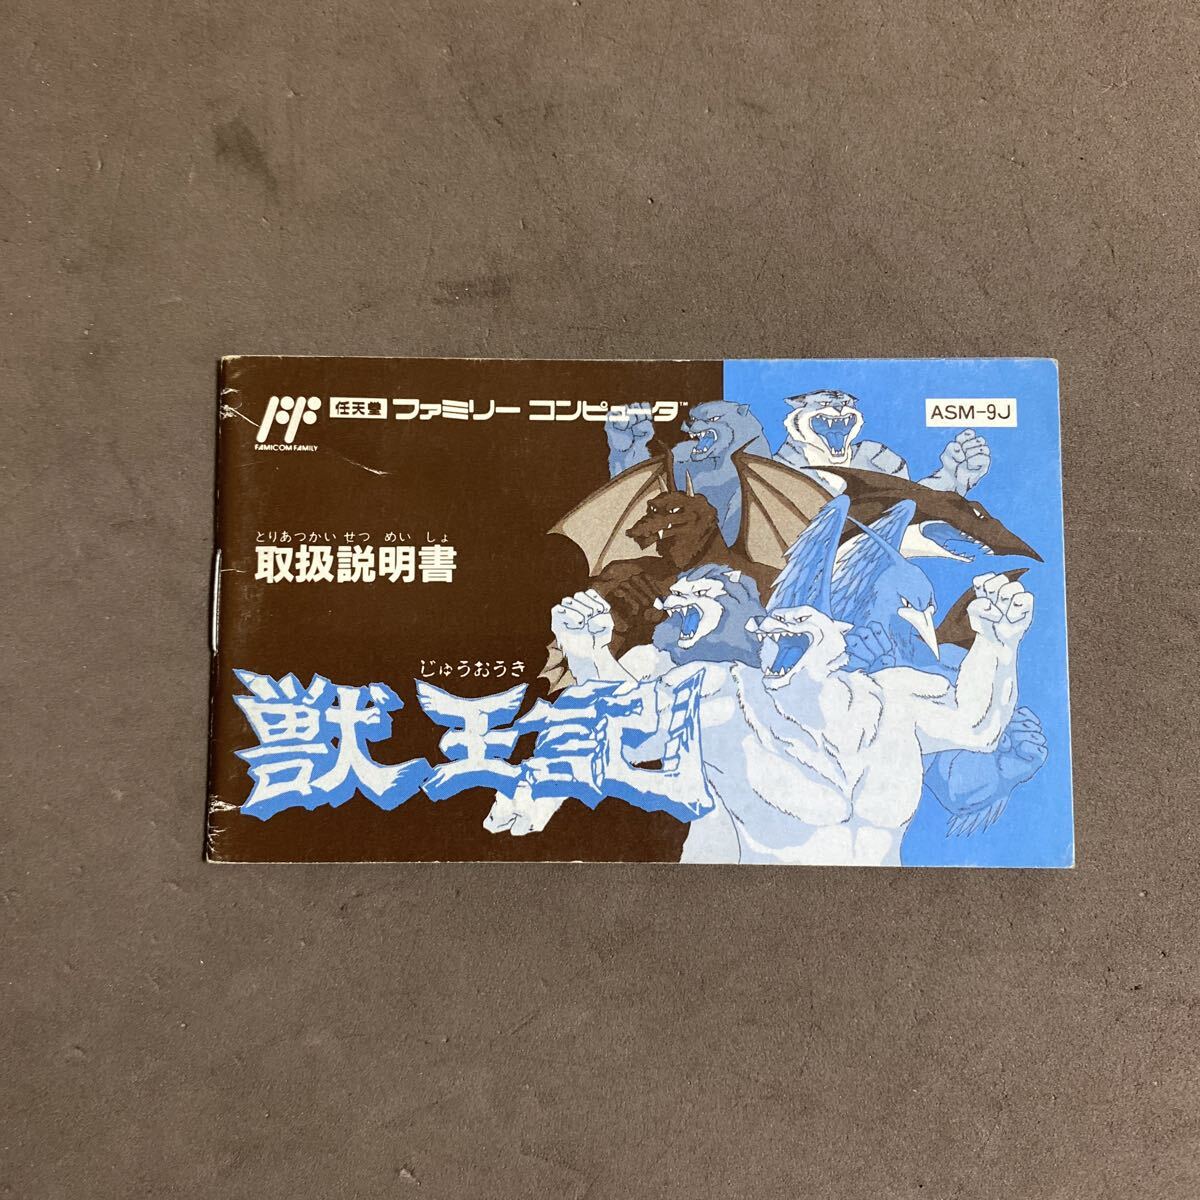 任天堂 ファミリー コンピュータ™
ASM-9J
FAMICOM FAMILY
とりあつかい せつ めい しょ
取扱説明書
じゅうおうき
獣王記